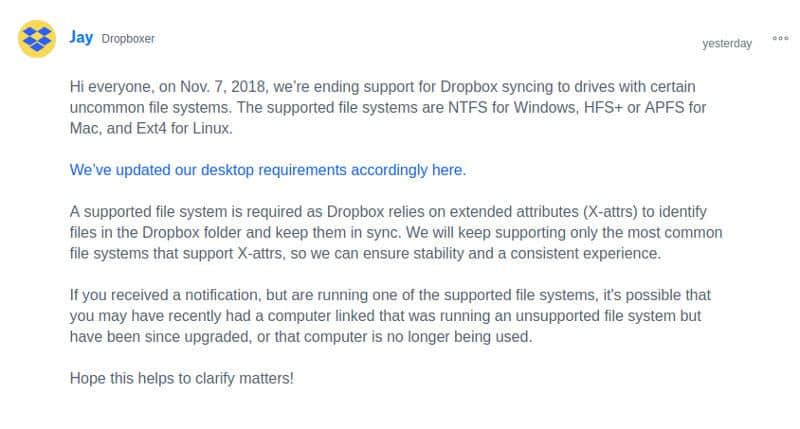 Jay Dropboxer
yesterday
Hi everyone, on Nov. 7, 2018, we’re ending support for Dropbox syncing to drives with certain
uncommon file systems. The supported file systems are NTFS for Windows, HFS+ or APFS for
Mac, and Ext4 for Linux.
We’ve updated our desktop requirements accordingly here.
A supported file system is required as Dropbox relies on extended attributes (X-attrs) to identify
files in the Dropbox folder and keep them in sync. We will keep supporting only the most common
file systems that support X-attrs, so we can ensure stability and a consistent experience.
If you received a notification, but are running one of the supported file systems, it's possible that
you may have recently had a computer linked that was running an unsupported file system but
have been since upgraded, or that computer is no longer being used.
Hope this helps to clarify matters!